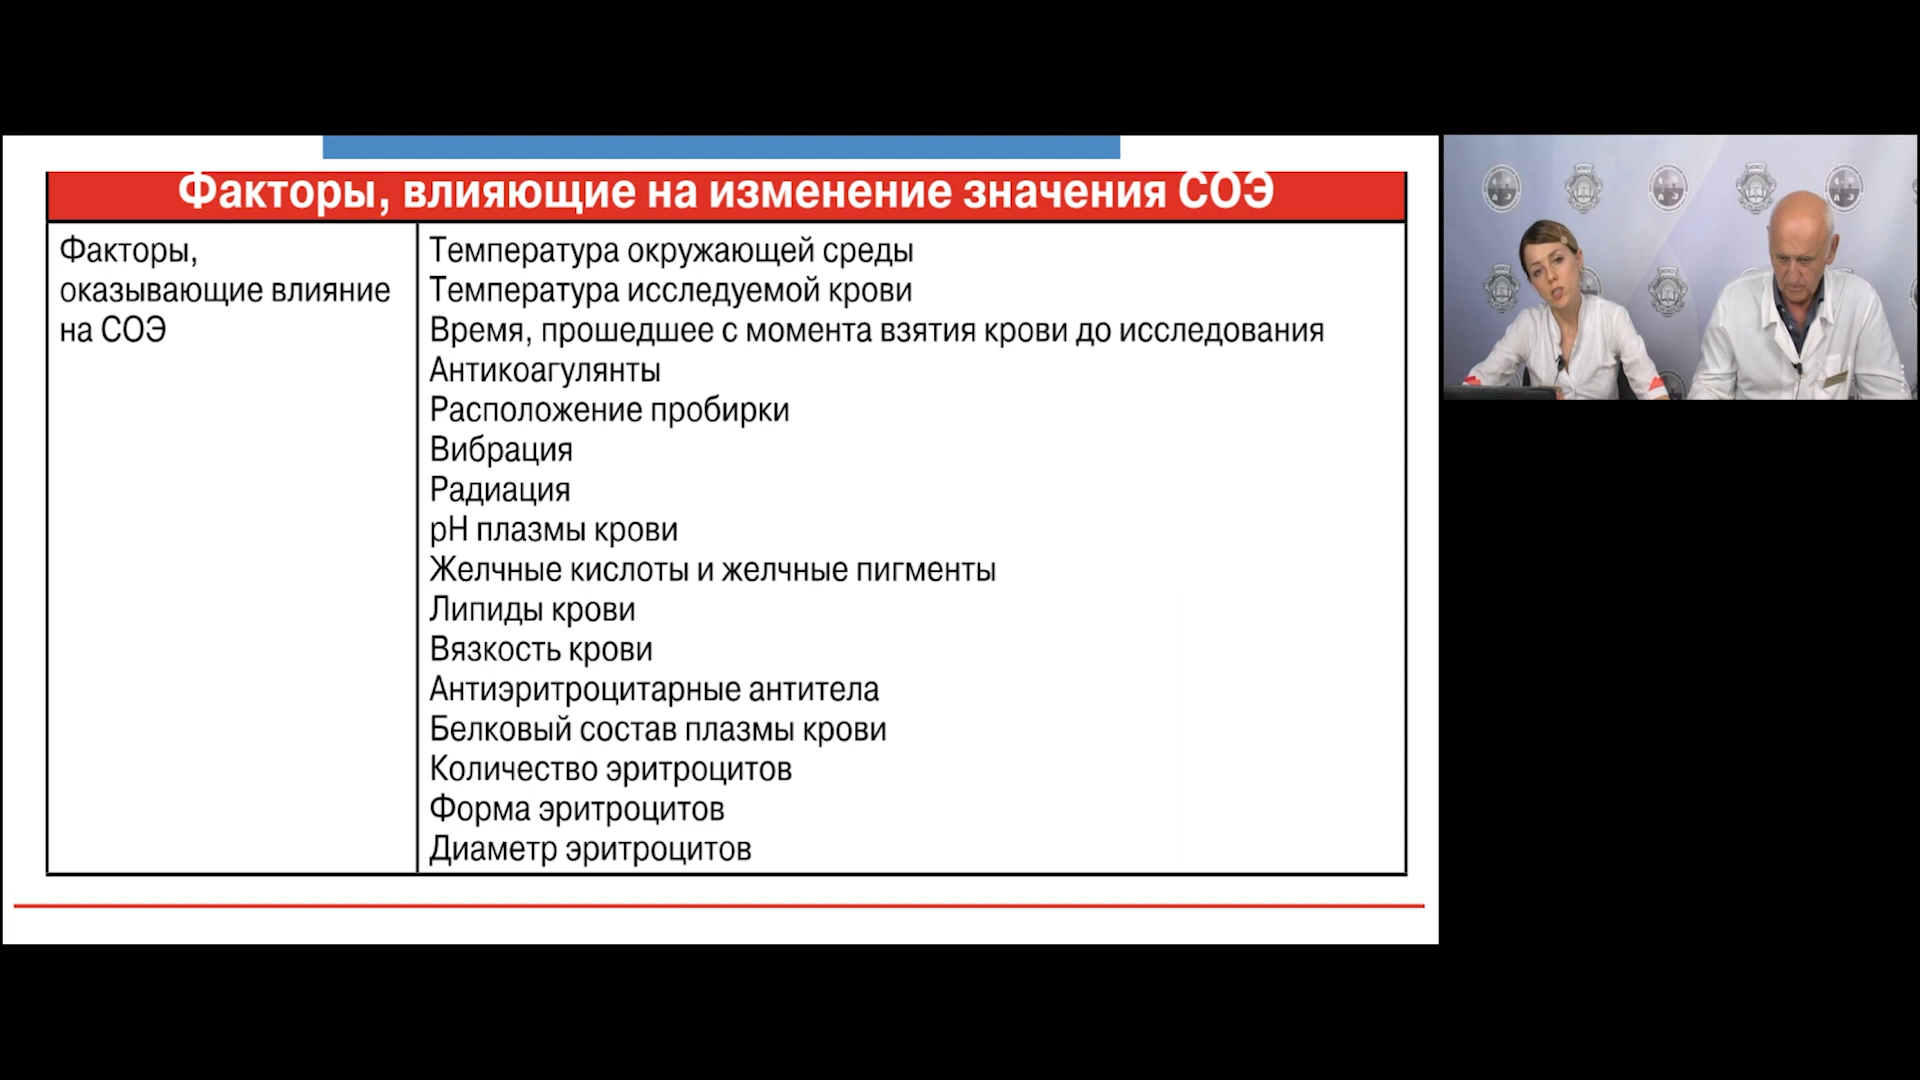 Факторы, влияющие на изменение значения СОЭ
Факторы,
оказывающие влияние
на СОЭ
Температура окружающей среды
Температура исследуемой крови
Время, прошедшее с момента взятия крови до исследования
Антикоагулянты
Расположение пробирки
Вибрация
Радиация
pH плазмы крови
Желчные кислоты и желчные пигменты
Липиды крови
Вязкость крови
Антиэритроцитарные антитела
Белковый состав плазмы крови
Количество эритроцитов
Форма эритроцитов
Диаметр эритроцитов